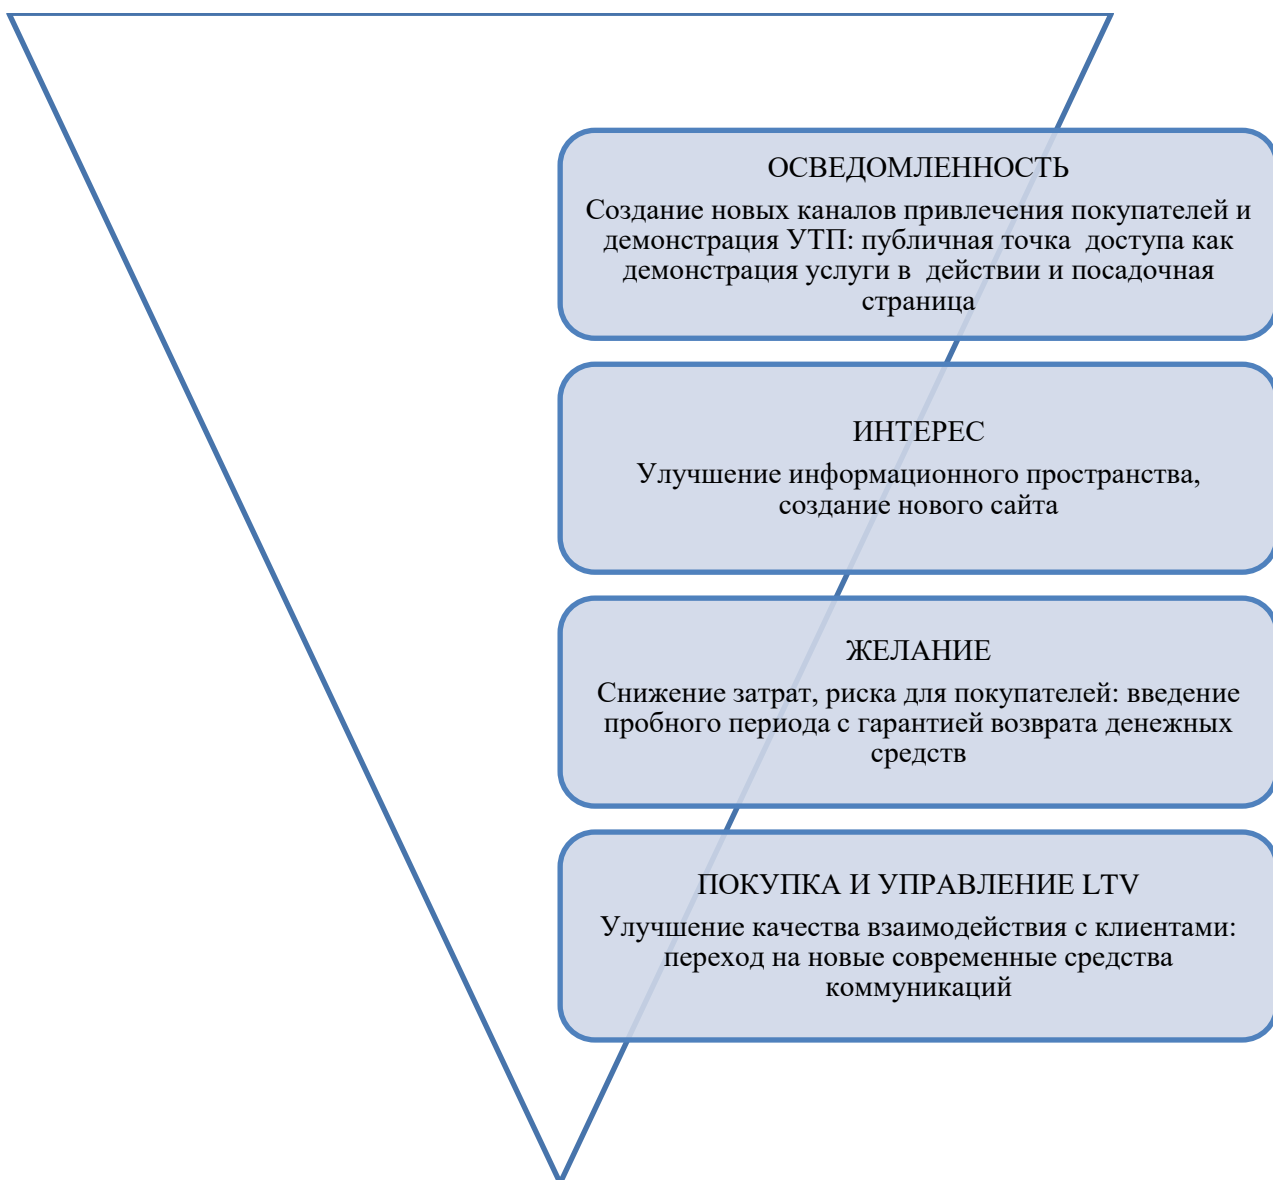 ОСВЕДОМЛЕННОСТЬ
Создание новых каналов привлечения покупателей и
демонстрация УТП: публичная точка  доступа как
демонстрация услуги в  действии и посадочная
страница
ИНТЕРЕС
Улучшение информационного пространства,
создание нового сайта
ЖЕЛАНИЕ
Снижение затрат, риска для покупателей: введение
пробного периода с гарантией возврата денежных
средств
ПОКУПКА И УПРАВЛЕНИЕ LTV
Улучшение качества взаимодействия с клиентами:
переход на новые современные средства
коммуникаций